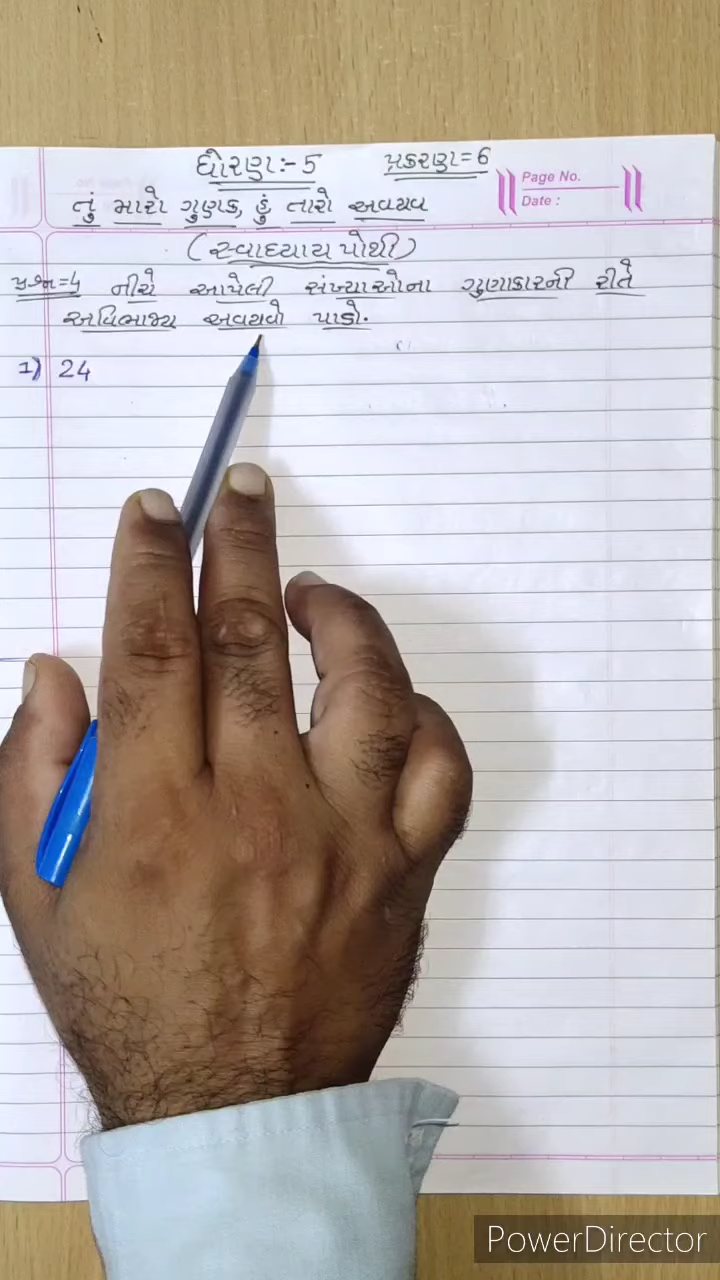 ધોરણ:- 5 પ્રકરણ = 6
Page No.
Date :
તું મારો ગુણક, હું તારો અવયવ
(સ્વાધ્યાય પોથી)
પ્રશ્ન = 4 નીચે આપેલી સંખ્યાઓના ગુણાકારની રીતે
અવિભાજ્ય અવયવો પાડો.
1) 24
PowerDirector